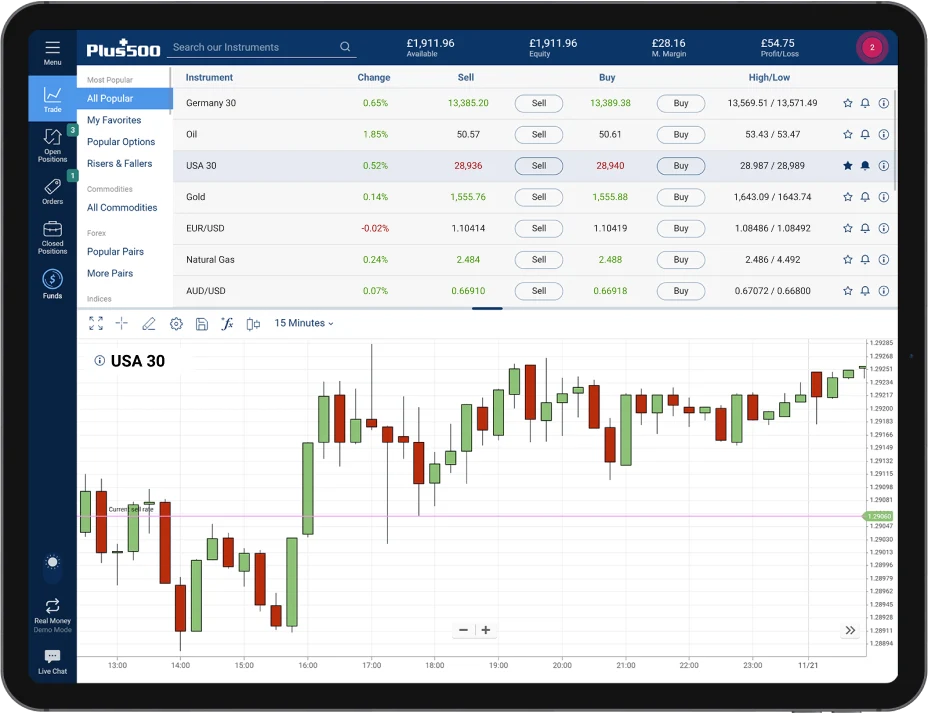 Menu
Plus500
Search our Instruments
£1,911.96
Available
£1,911.96
Equity
£28.16
M. Margin
£54.75
Profit/Loss
2
Trade
3
Open
Positions
1
Orders
Closed
Positions
Funds
Real Money
Demo Mode
Live Chat
Most Popular
All Popular
My Favorites
Popular Options
Risers & Fallers
Commodities
All Commodities
Forex
Popular Pairs
More Pairs
Indices
Instrument Change Sell Buy High/Low
Germany 30 0.65% 13,385.20 Sell 13,389.38 Buy 13,569.51 / 13,571.49
Oil 1.85% 50.57 Sell 50.61 Buy 53.43 / 53.47
USA 30 0.52% 28,936 Sell 28,940 Buy 28.987 / 28,989
Gold 0.14% 1,555.76 Sell 1,555.88 Buy 1,643.09 / 1643.74
EUR/USD -0.02% 1.10414 Sell 1.10419 Buy 1.08486 / 1.08492
Natural Gas 0.24% 2.484 Sell 2.488 Buy 2.486 / 4.492
AUD/USD 0.07% 0.66910 Sell 0.66918 Buy 0.67072 / 0.66800
fx
15 Minutes
USA 30
Current sell rate
1.29285
1.29268
1.29251
1.29234
1.29217
1.29200
1.29183
1.29166
1.29149
1.29132
1.29115
1.29098
1.29081
1.29060
1.29047
1.29030
1.29013
1.28996
1.28979
1.28962
1.28945
1.28928
1.28911
1.28894
13:00 14:00 15:00 16:00 17:00 18:00 19:00 20:00 21:00 22:00 23:00 11/21